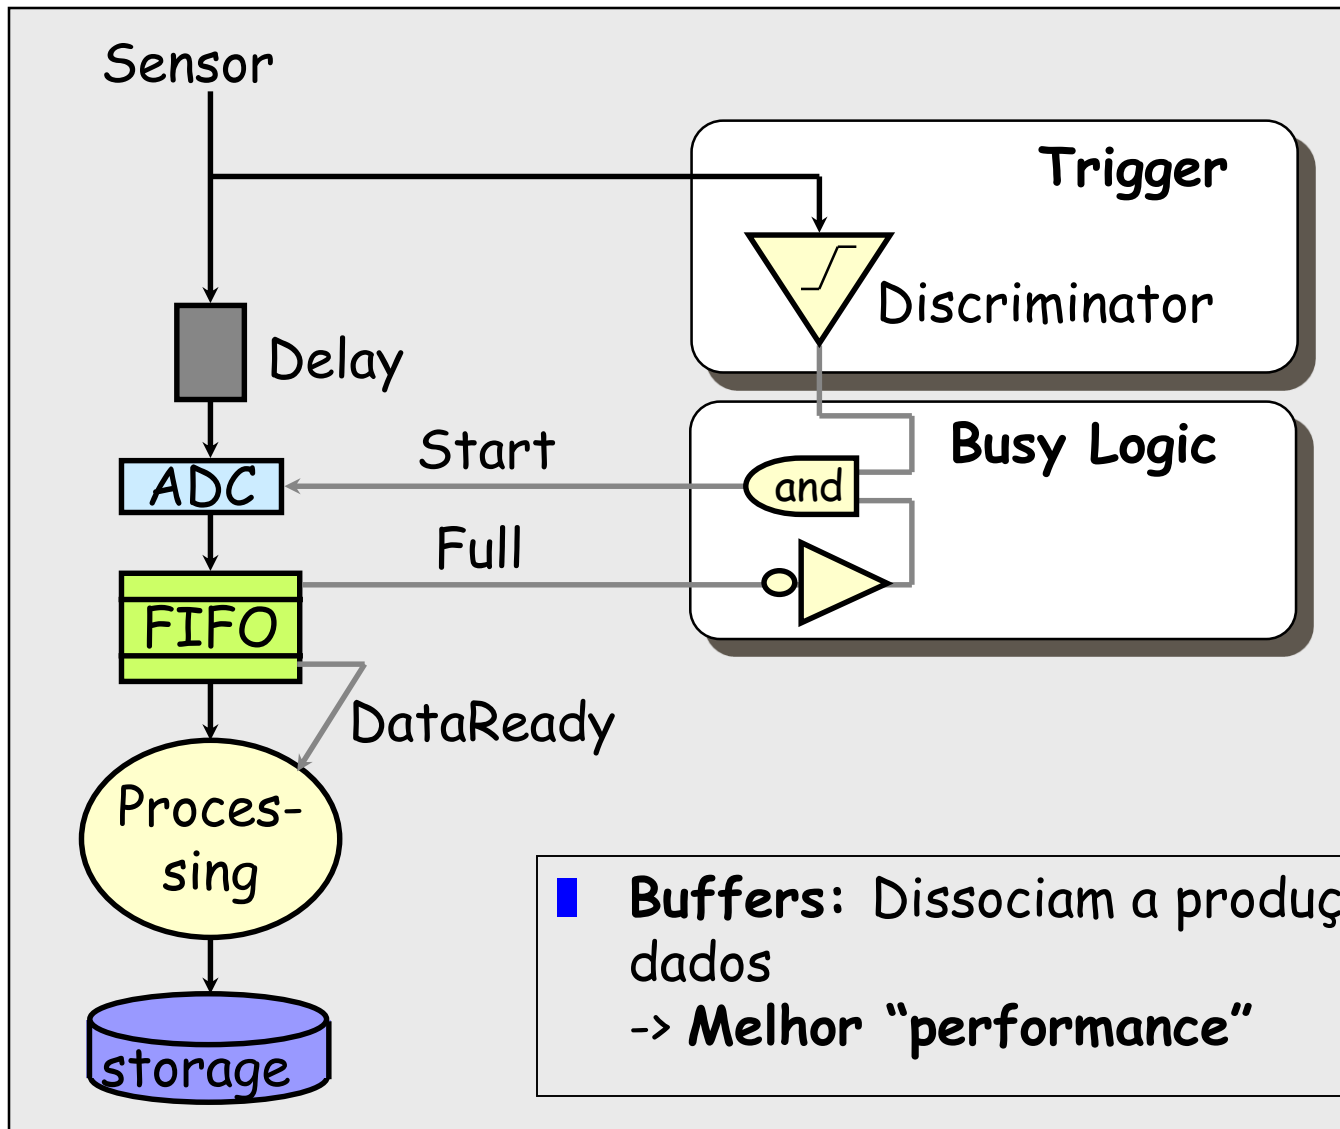 Sensor
Trigger
Discriminator
Delay
Start
Busy Logic
ADC
and
Full
FIFO
DataReady
Proces-
sing
Buffers: Dissociam a
dados
-> Melhor “performance”
storage